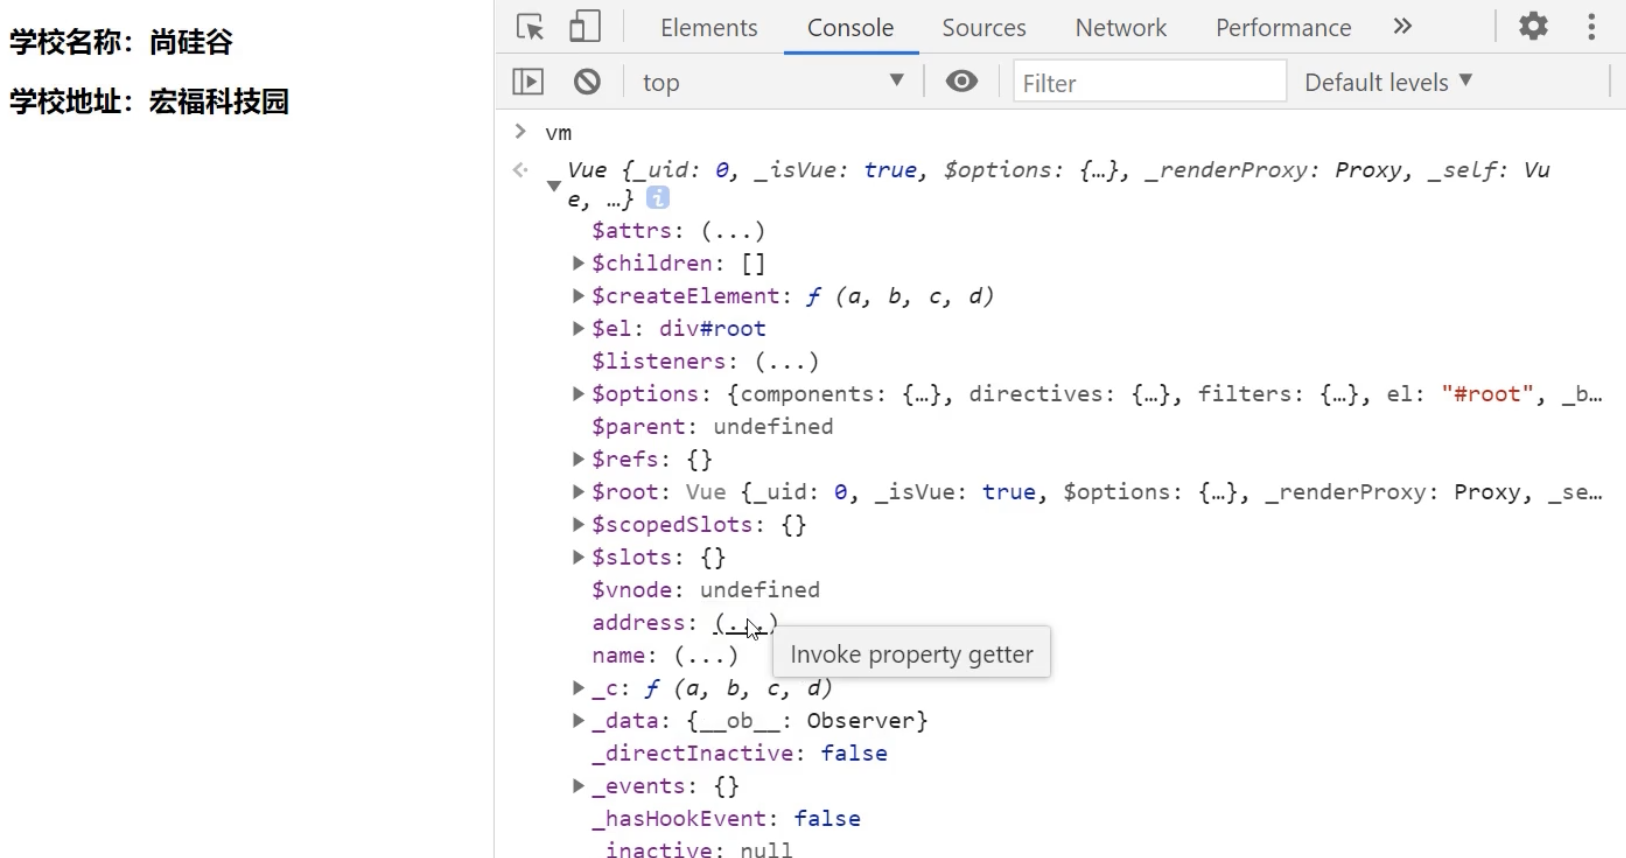 学校名称：尚硅谷
学校地址：宏福科技园
Elements Console Sources Network Performance »
top ▼ Filter Default levels ▼
> vm
Vue {_uid: 0, _isVue: true, $options: {…}, _renderProxy: Proxy, _self: Vu
e, …} i
$attrs: (...)
$children: []
$createElement: ƒ (a, b, c, d)
$el: div#root
$listeners: (...)
$options: {components: {…}, directives: {…}, filters: {…}, el: "#root", _b…
$parent: undefined
$refs: {}
$root: Vue {_uid: 0, _isVue: true, $options: {…}, _renderProxy: Proxy, _se…
$scopedSlots: {}
$slots: {}
$vnode: undefined
address: (...)
Invoke property getter
name: (...)
_c: ƒ (a, b, c, d)
_data: {__ob__: Observer}
_directInactive: false
_events: {}
_hasHookEvent: false
_inactive: null